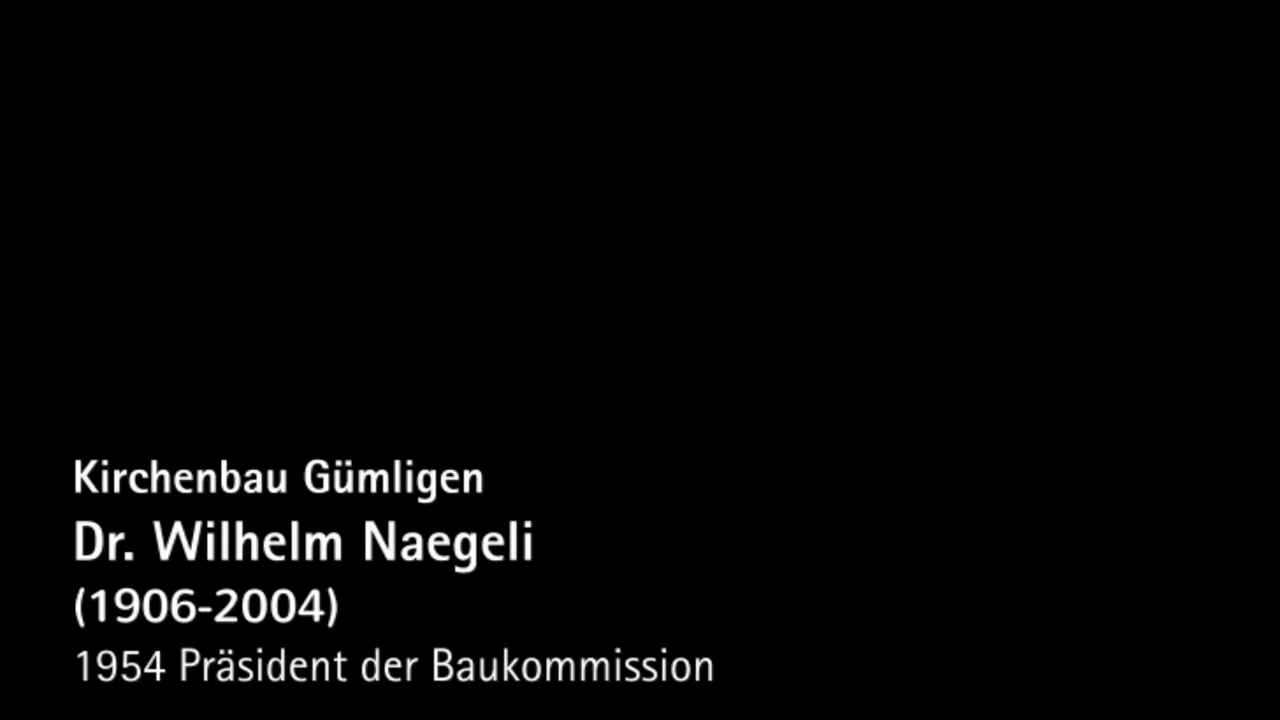 Kirchenbau Gümligen
Dr. Wilhelm Naegeli
(1906-2004)
1954 Präsident der Baukommission